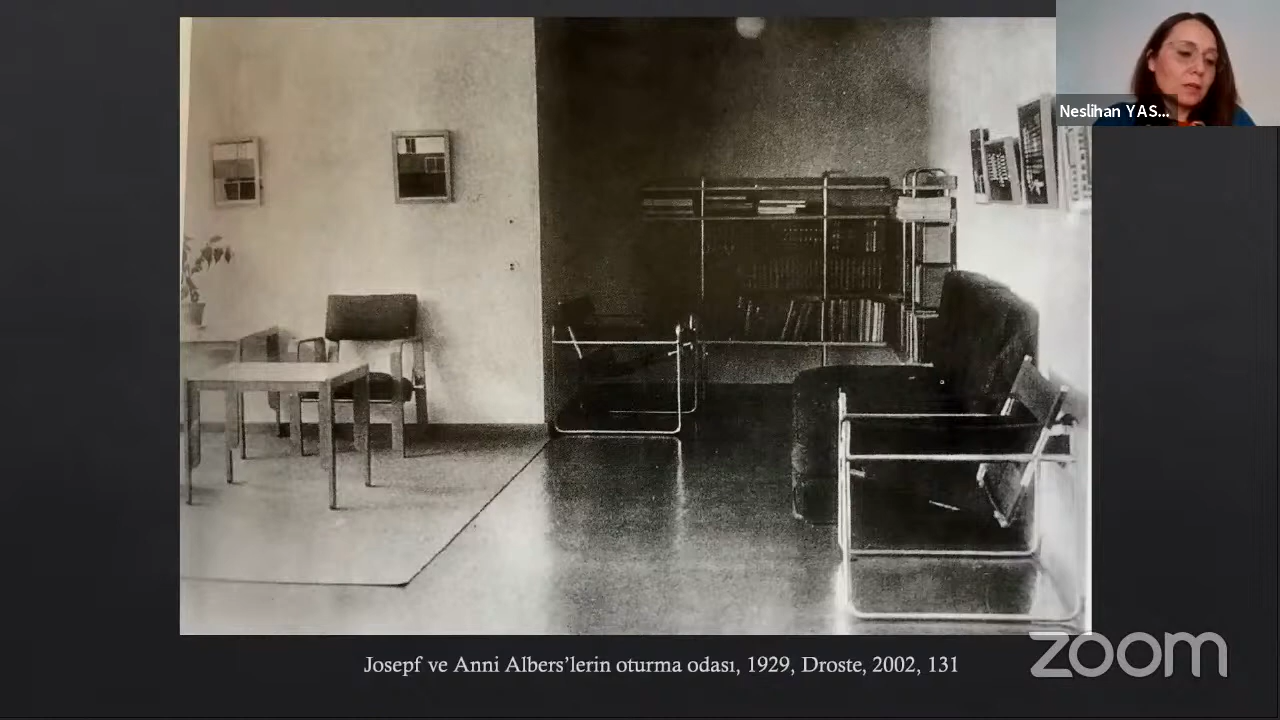 Neslihan YAS...
zoom
Josepf ve Anni Albers'lerin oturma odası, 1929, Droste, 2002, 131